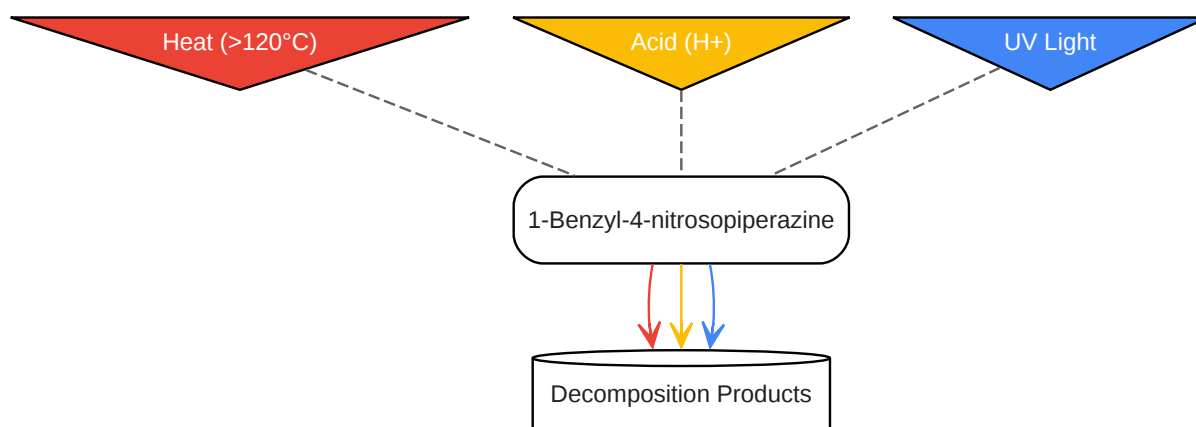 Heat (>120°C)
Acid (H+)
UV Light
1-Benzyl-4-nitrosopiperazine
Decomposition Products